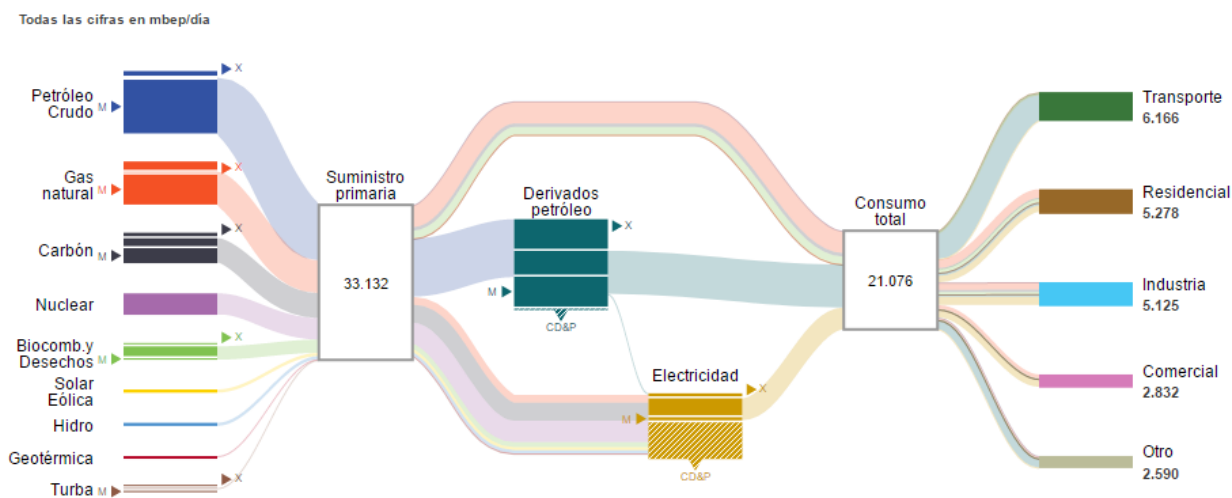 Todas las cifras en mbep/día
X
Petróleo
Crudo
M
X
Gas
natural
M
X
Carbón
M
Nuclear
X
Biocomb.y
Desechos
M
Solar
Eólica
Hidro
Geotérmica
X
Turba
M
Suministro
primaria
33.132
Derivados
petróleo
X
M
CD&P
Electricidad
X
M
CD&P
Consumo
total
21.076
Transporte
6.166
Residencial
5.278
Industria
5.125
Comercial
2.832
Otro
2.590